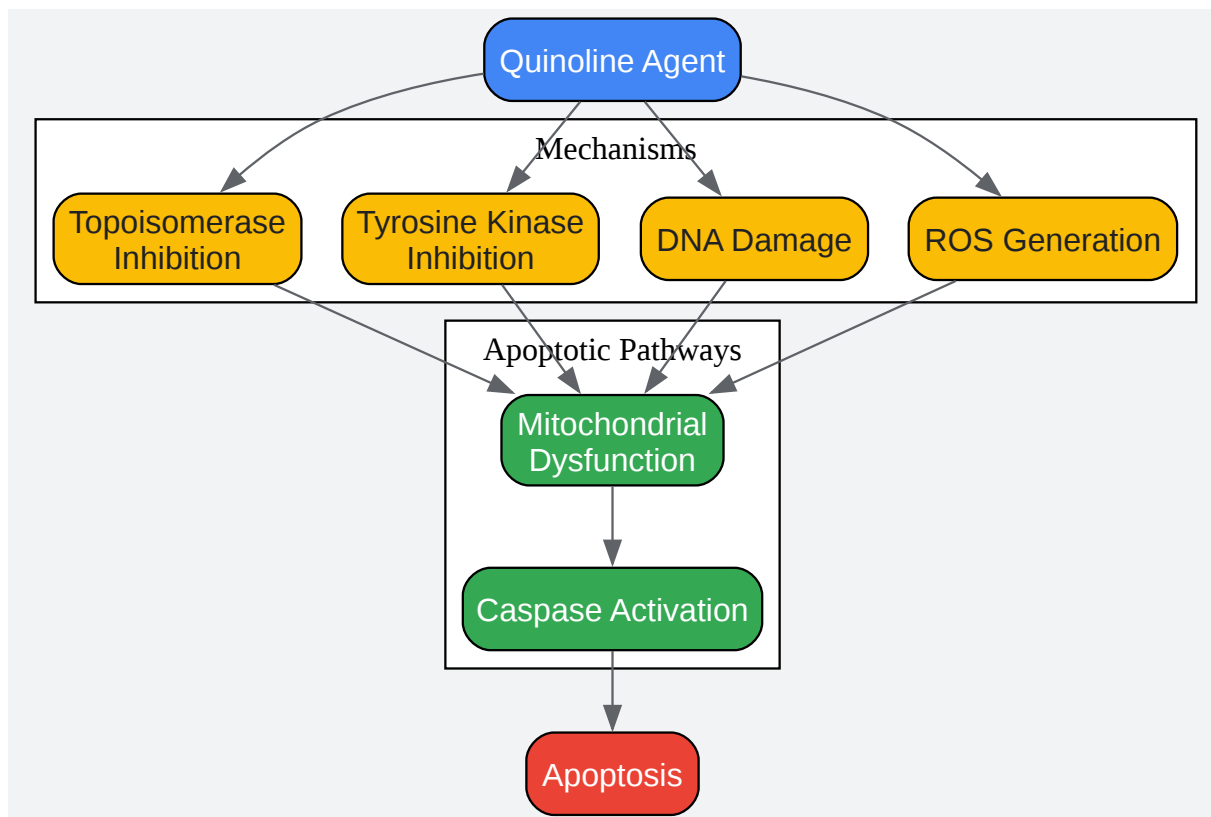 Quinoline Agent
Mechanisms
Topoisomerase
Inhibition
Tyrosine Kinase
Inhibition
DNA Damage
ROS Generation
Apoptotic Pathways
Mitochondrial
Dysfunction
Caspase Activation
Apoptosis